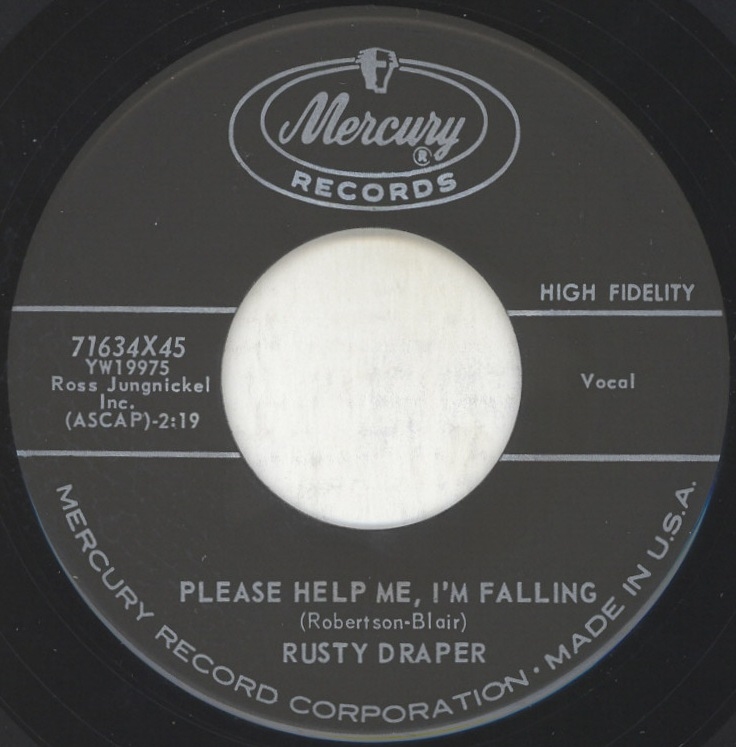 Mercury
®
RECORDS
HIGH FIDELITY
71634X45
YW19975
Ross Jungnickel
Inc.
(ASCAP)-2:19
Vocal
PLEASE HELP ME, I'M FALLING
(Robertson-Blair)
RUSTY DRAPER
MERCURY RECORD CORPORATION • MADE IN U.S.A.